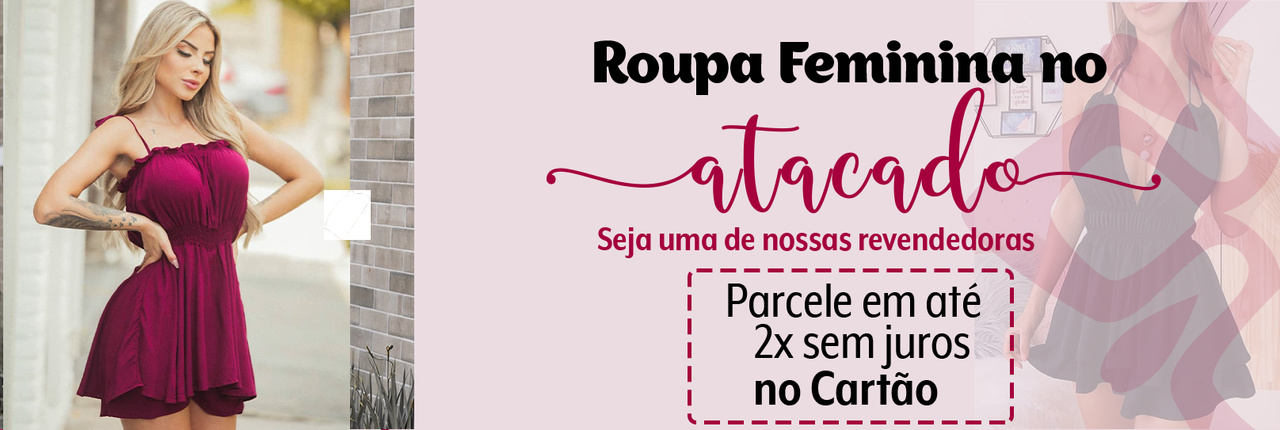 Roupa Feminina no
atacado
Seja uma de nossas revendedoras
Parcele em até
2x sem juros
no Cartão